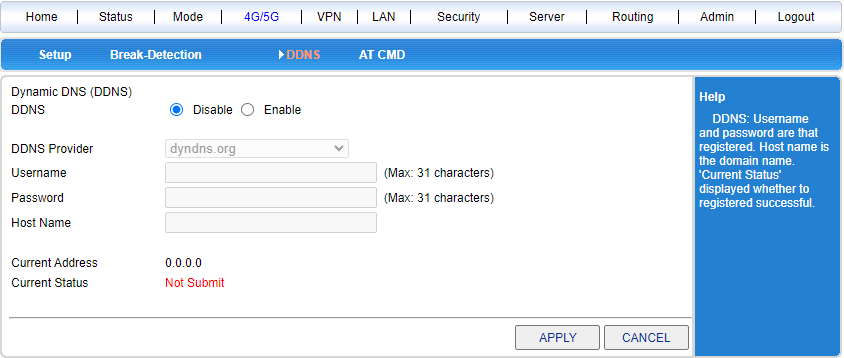 Home Status Mode 4G/5G VPN LAN Security Server Routing Admin Logout
Setup Break-Detection DDNS AT CMD
Dynamic DNS (DDNS)
DDNS Disable Enable
DDNS Provider dyndns.org
Username (Max: 31 characters)
Password (Max: 31 characters)
Host Name
Current Address 0.0.0.0
Current Status Not Submit
APPLY CANCEL
Help
DDNS: Username
and password are that
registered. Host name is
the domain name.
'Current Status'
displayed whether to
registered successful.